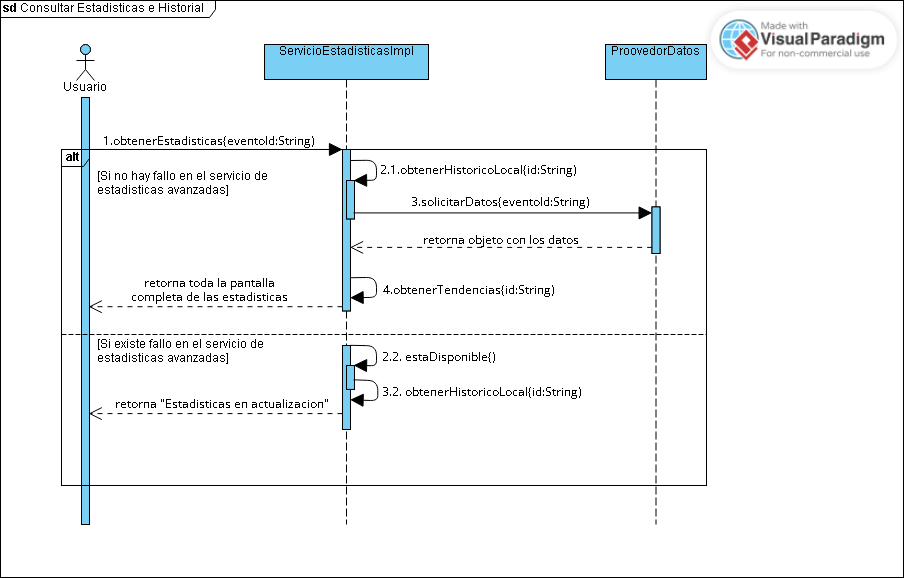 sd Consultar Estadisticas e Historial
Made with
VisualParadigm
For non-commercial use
Usuario
ServicioEstadisticasImpl
ProovedorDatos
1.obtenerEstadisticas{eventoId:String)
alt
[Si no hay fallo en el servicio de
estadisticas avanzadas]
2.1.obtenerHistoricoLocal{id:String)
3.solicitarDatos{eventoId:String)
retorna objeto con los datos
4.obtenerTendencias{id:String)
retorna toda la pantalla
completa de las estadisticas
[Si existe fallo en el servicio de
estadisticas avanzadas]
2.2. estaDisponible{)
3.2. obtenerHistoricoLocal{id:String)
retorna "Estadisticas en actualizacion"